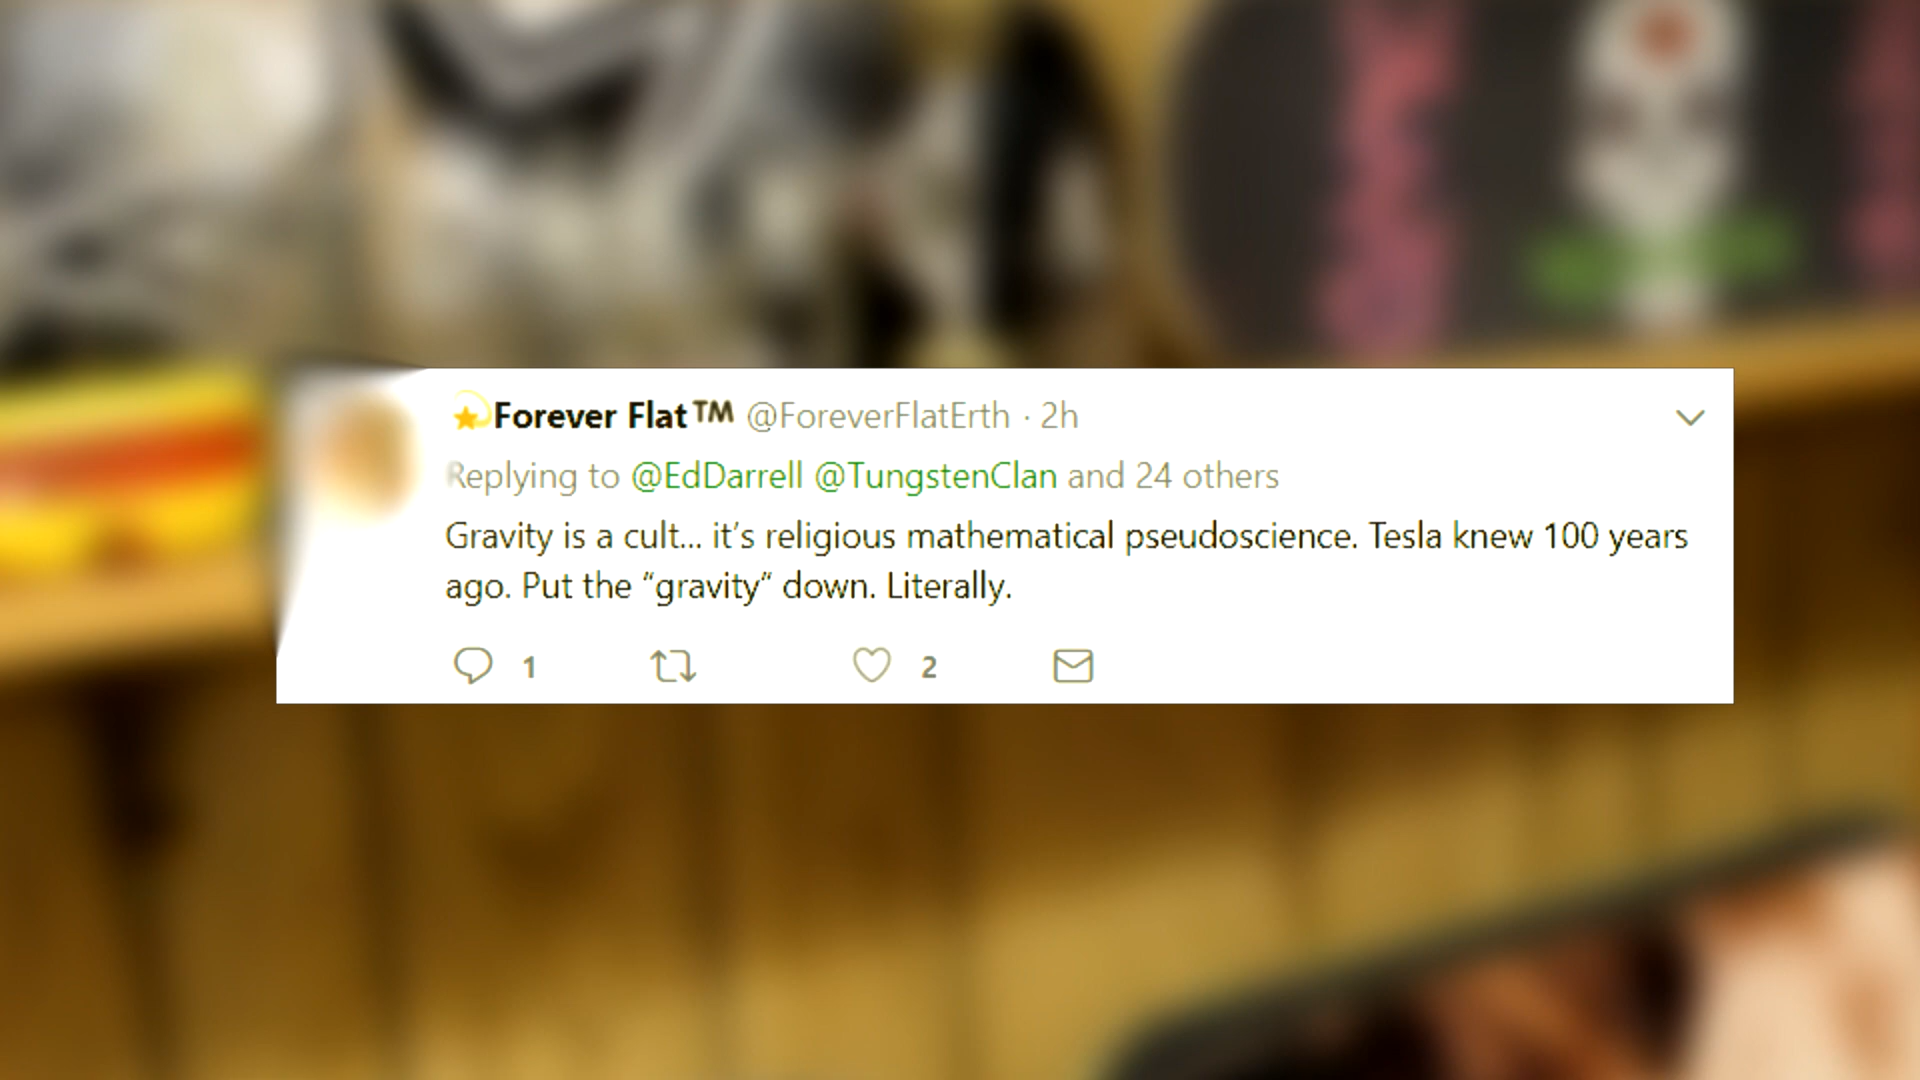 Forever Flat™ @ForeverFlatErth · 2h
Replying to @EdDarrell @TungstenClan and 24 others
Gravity is a cult... it's religious mathematical pseudoscience. Tesla knew 100 years
ago. Put the “gravity” down. Literally.
1 2